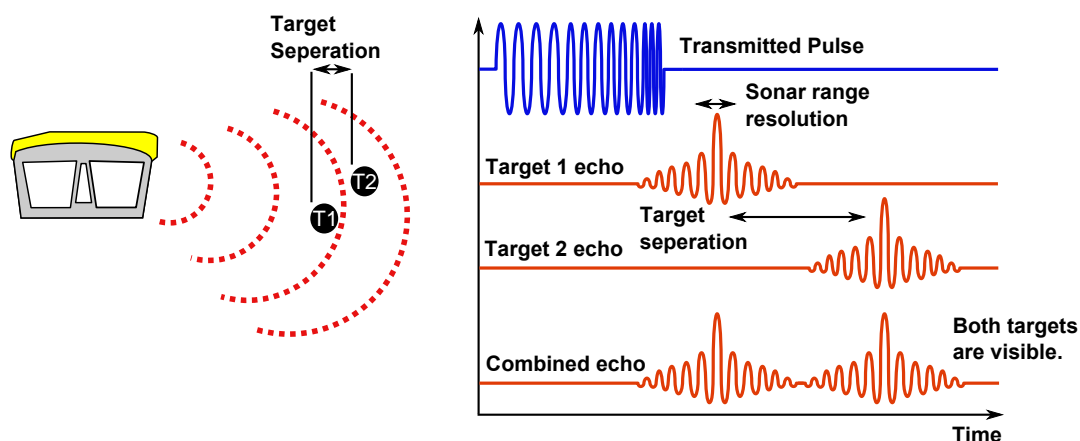 Target
Seperation
T2
T1
Transmitted Pulse
Sonar range
resolution
Target 1 echo
Target
seperation
Target 2 echo
Both targets
are visible.
Combined echo
Time